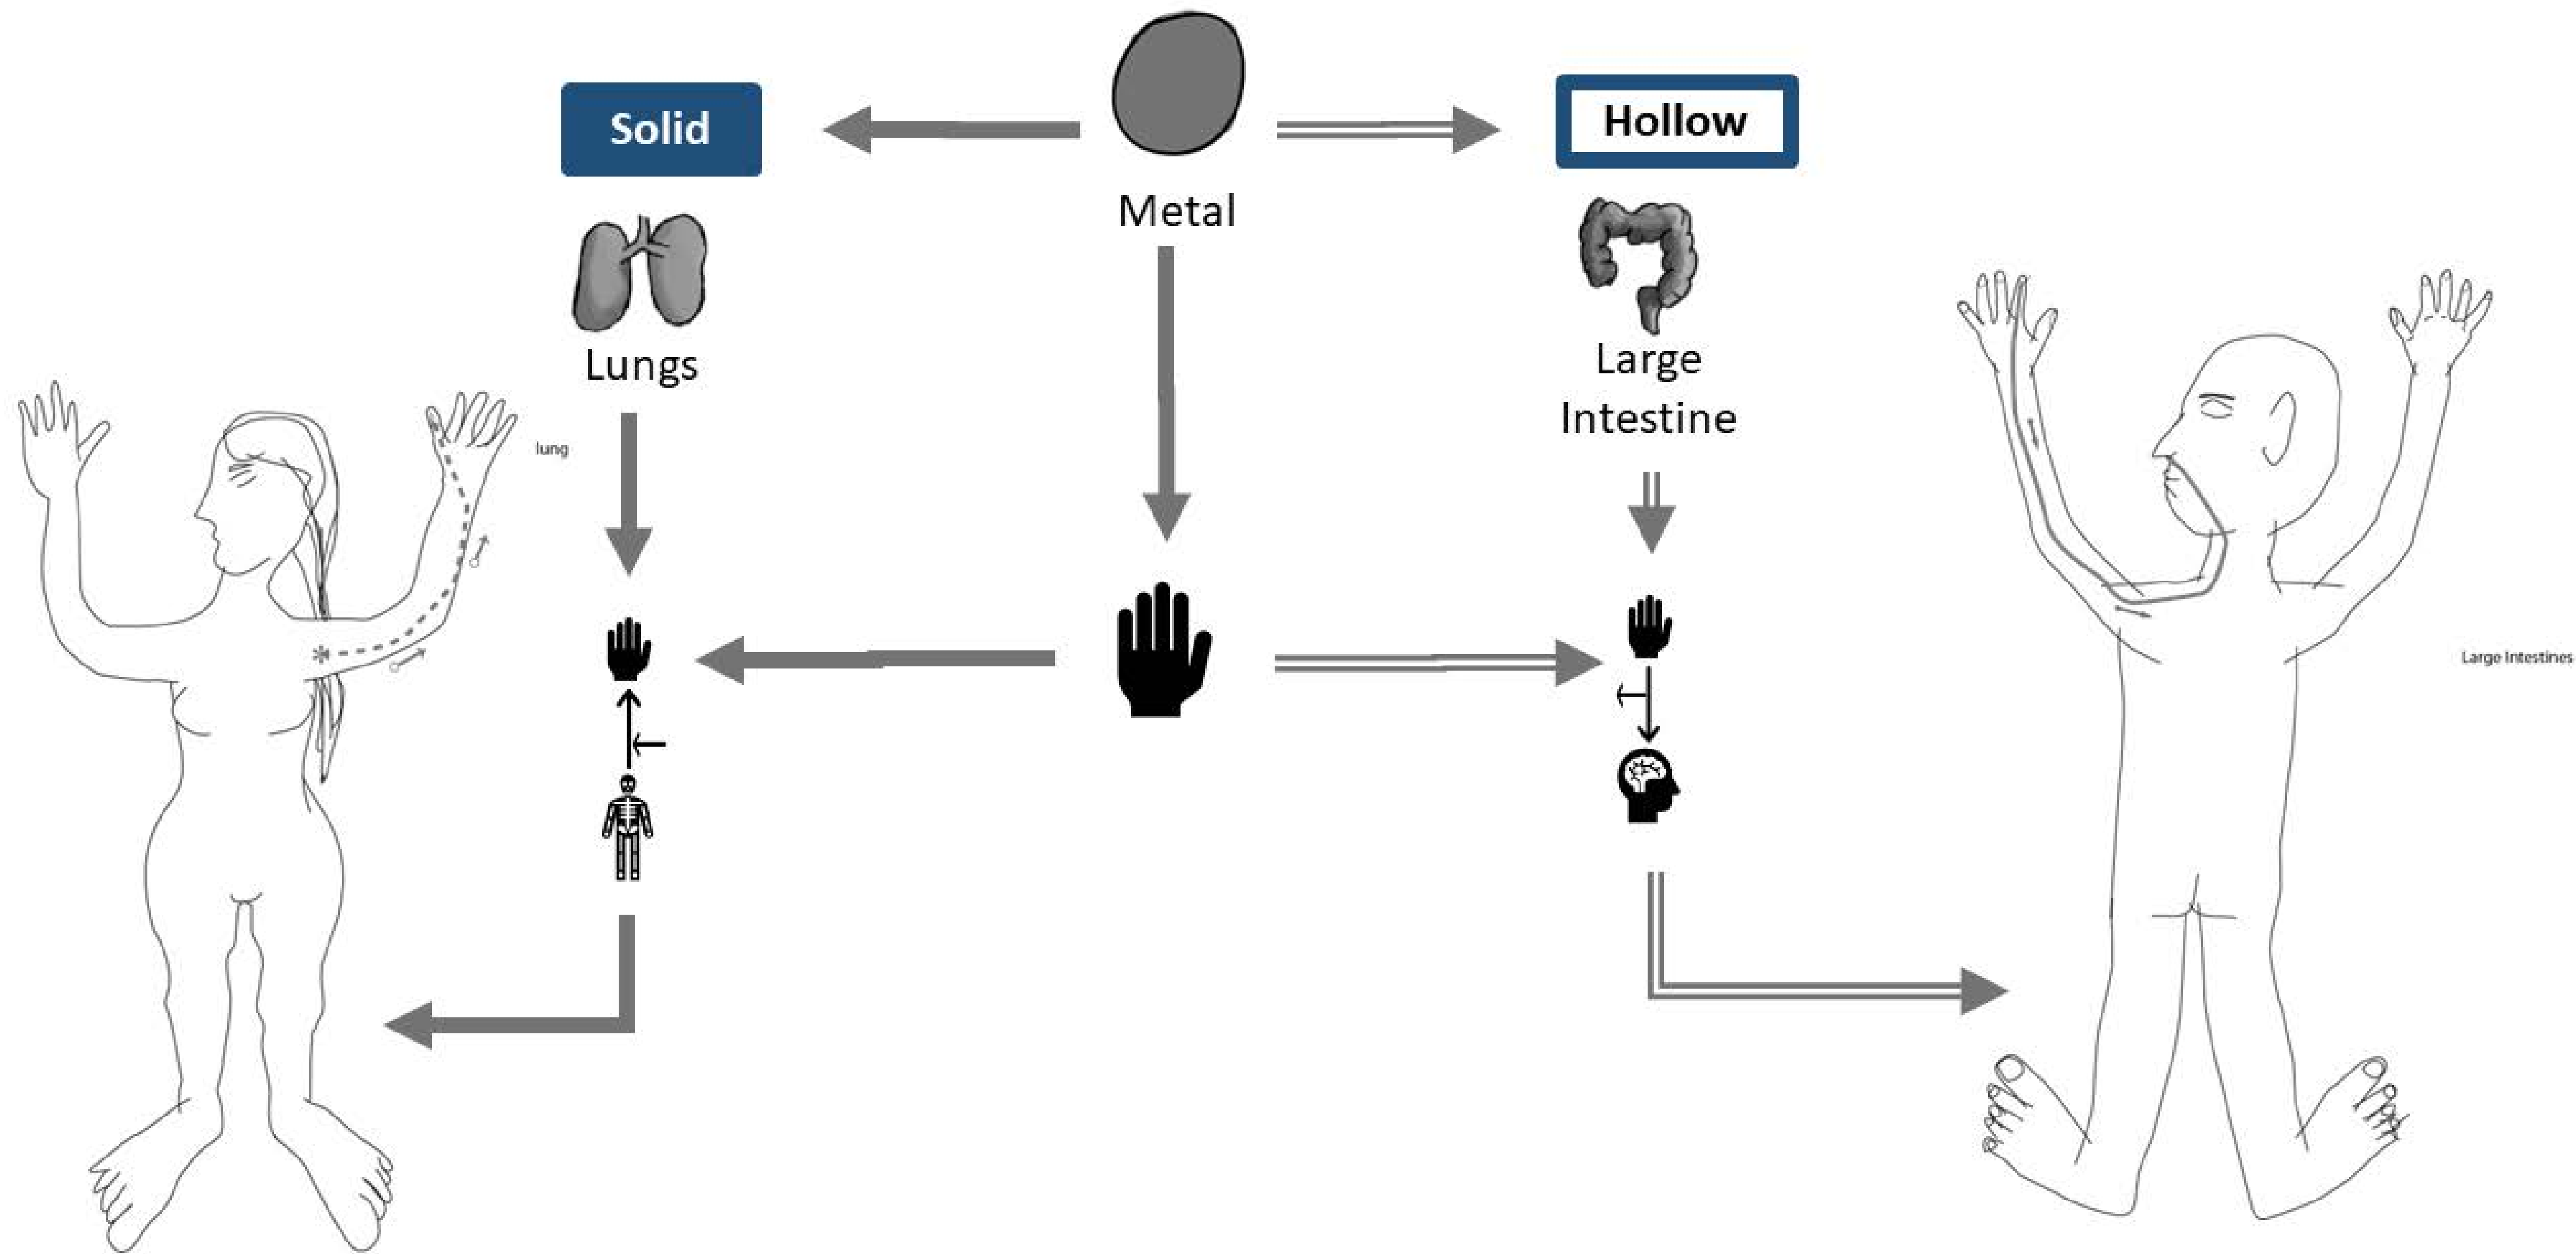 Solid
Hollow
Metal
Lungs
Large
Intestine
lung
Large Intestines